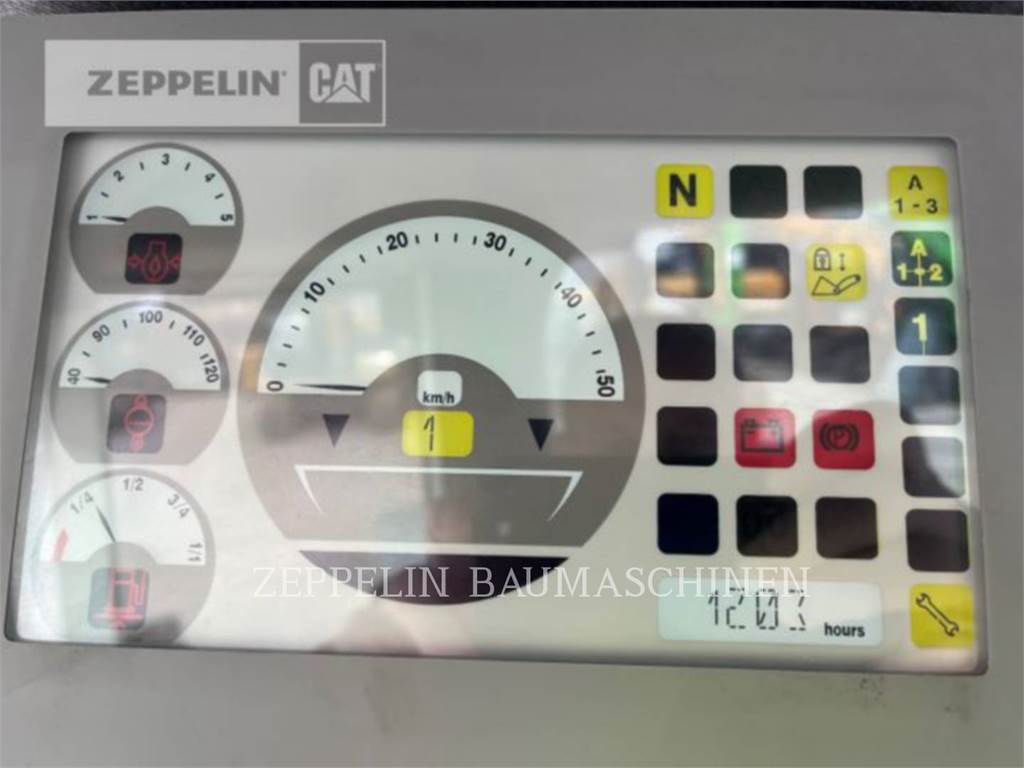 ZEPPELIN CAT
1 2 3 4 5
40 90 100 110 120
1/4 1/2 3/4 1/1
0 10 20 30 40 50
km/h
1
N
A
1-3
A
1 2
1
P
1203 hours
ZEPPELIN BAUMASCHINEN